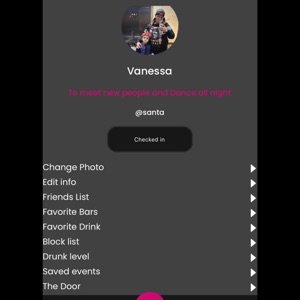 Vanessa
To meet new people and Dance all night
@santa
Checked in
Change Photo
Edit info
Friends List
Favorite Bars
Favorite Drink
Block list
Drunk level
Saved events
The Door